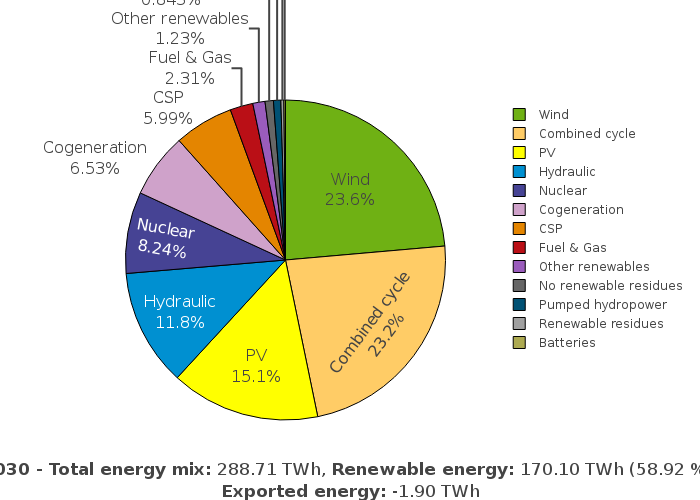 Other renewables
1.23%
Fuel & Gas
2.31%
CSP
5.99%
Cogeneration
6.53%
Nuclear
8.24%
Hydraulic
11.8%
PV
15.1%
Combined cycle
23.2%
Wind
23.6%
Wind
Combined cycle
PV
Hydraulic
Nuclear
Cogeneration
CSP
Fuel & Gas
Other renewables
No renewable residues
Pumped hydropower
Renewable residues
Batteries
030 - Total energy mix: 288.71 TWh, Renewable energy: 170.10 TWh (58.92 %
Exported energy: -1.90 TWh